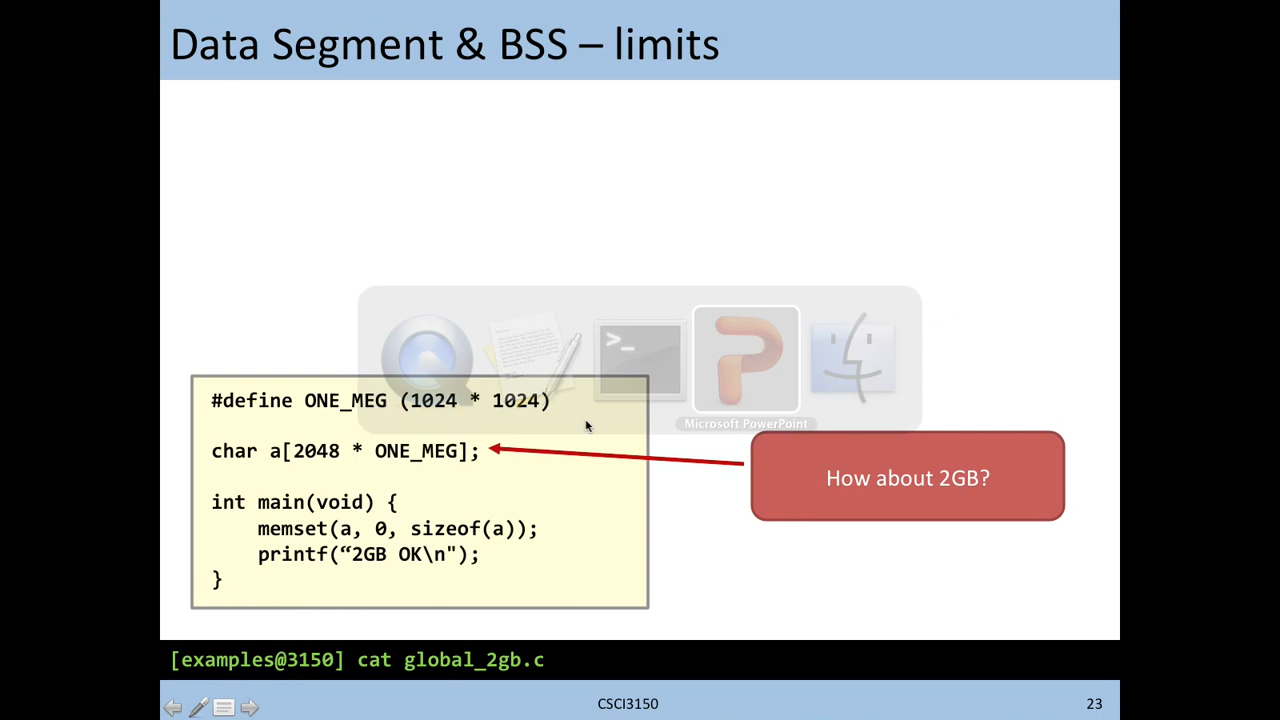 Data Segment & BSS – limits
#define ONE_MEG (1024 * 1024)
Microsoft PowerPoint
char a[2048 * ONE_MEG];
How about 2GB?
int main(void) {
memset(a, 0, sizeof(a));
printf(“2GB OK\n");
}
[examples@3150] cat global_2gb.c
CSCI3150
23